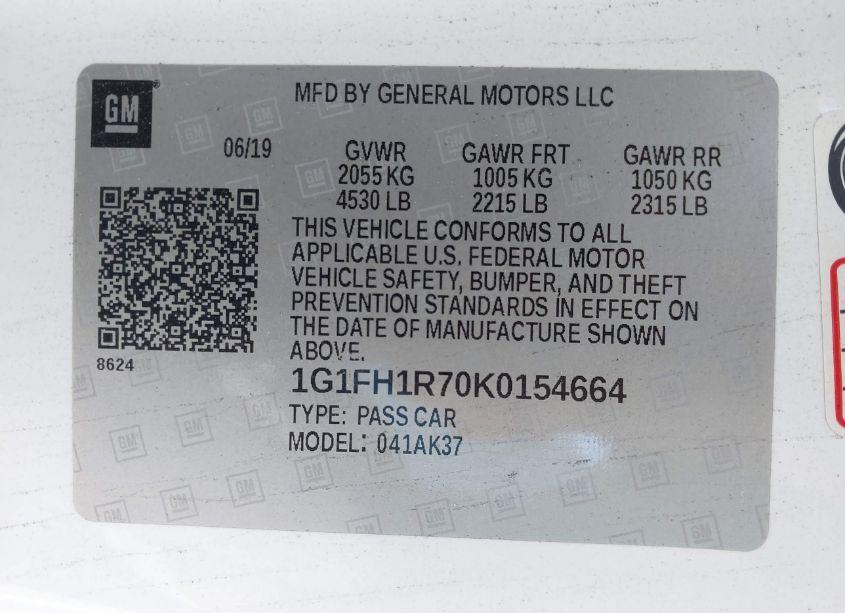 GM
MFD BY GENERAL MOTORS LLC
06/19
GVWR GAWR FRT GAWR RR
2055 KG 1005 KG 1050 KG
4530 LB 2215 LB 2315 LB
THIS VEHICLE CONFORMS TO ALL
APPLICABLE U.S. FEDERAL MOTOR
VEHICLE SAFETY, BUMPER, AND THEFT
PREVENTION STANDARDS IN EFFECT ON
THE DATE OF MANUFACTURE SHOWN
ABOVE.
8624
1G1FH1R70K0154664
TYPE: PASS CAR
MODEL: 041AK37